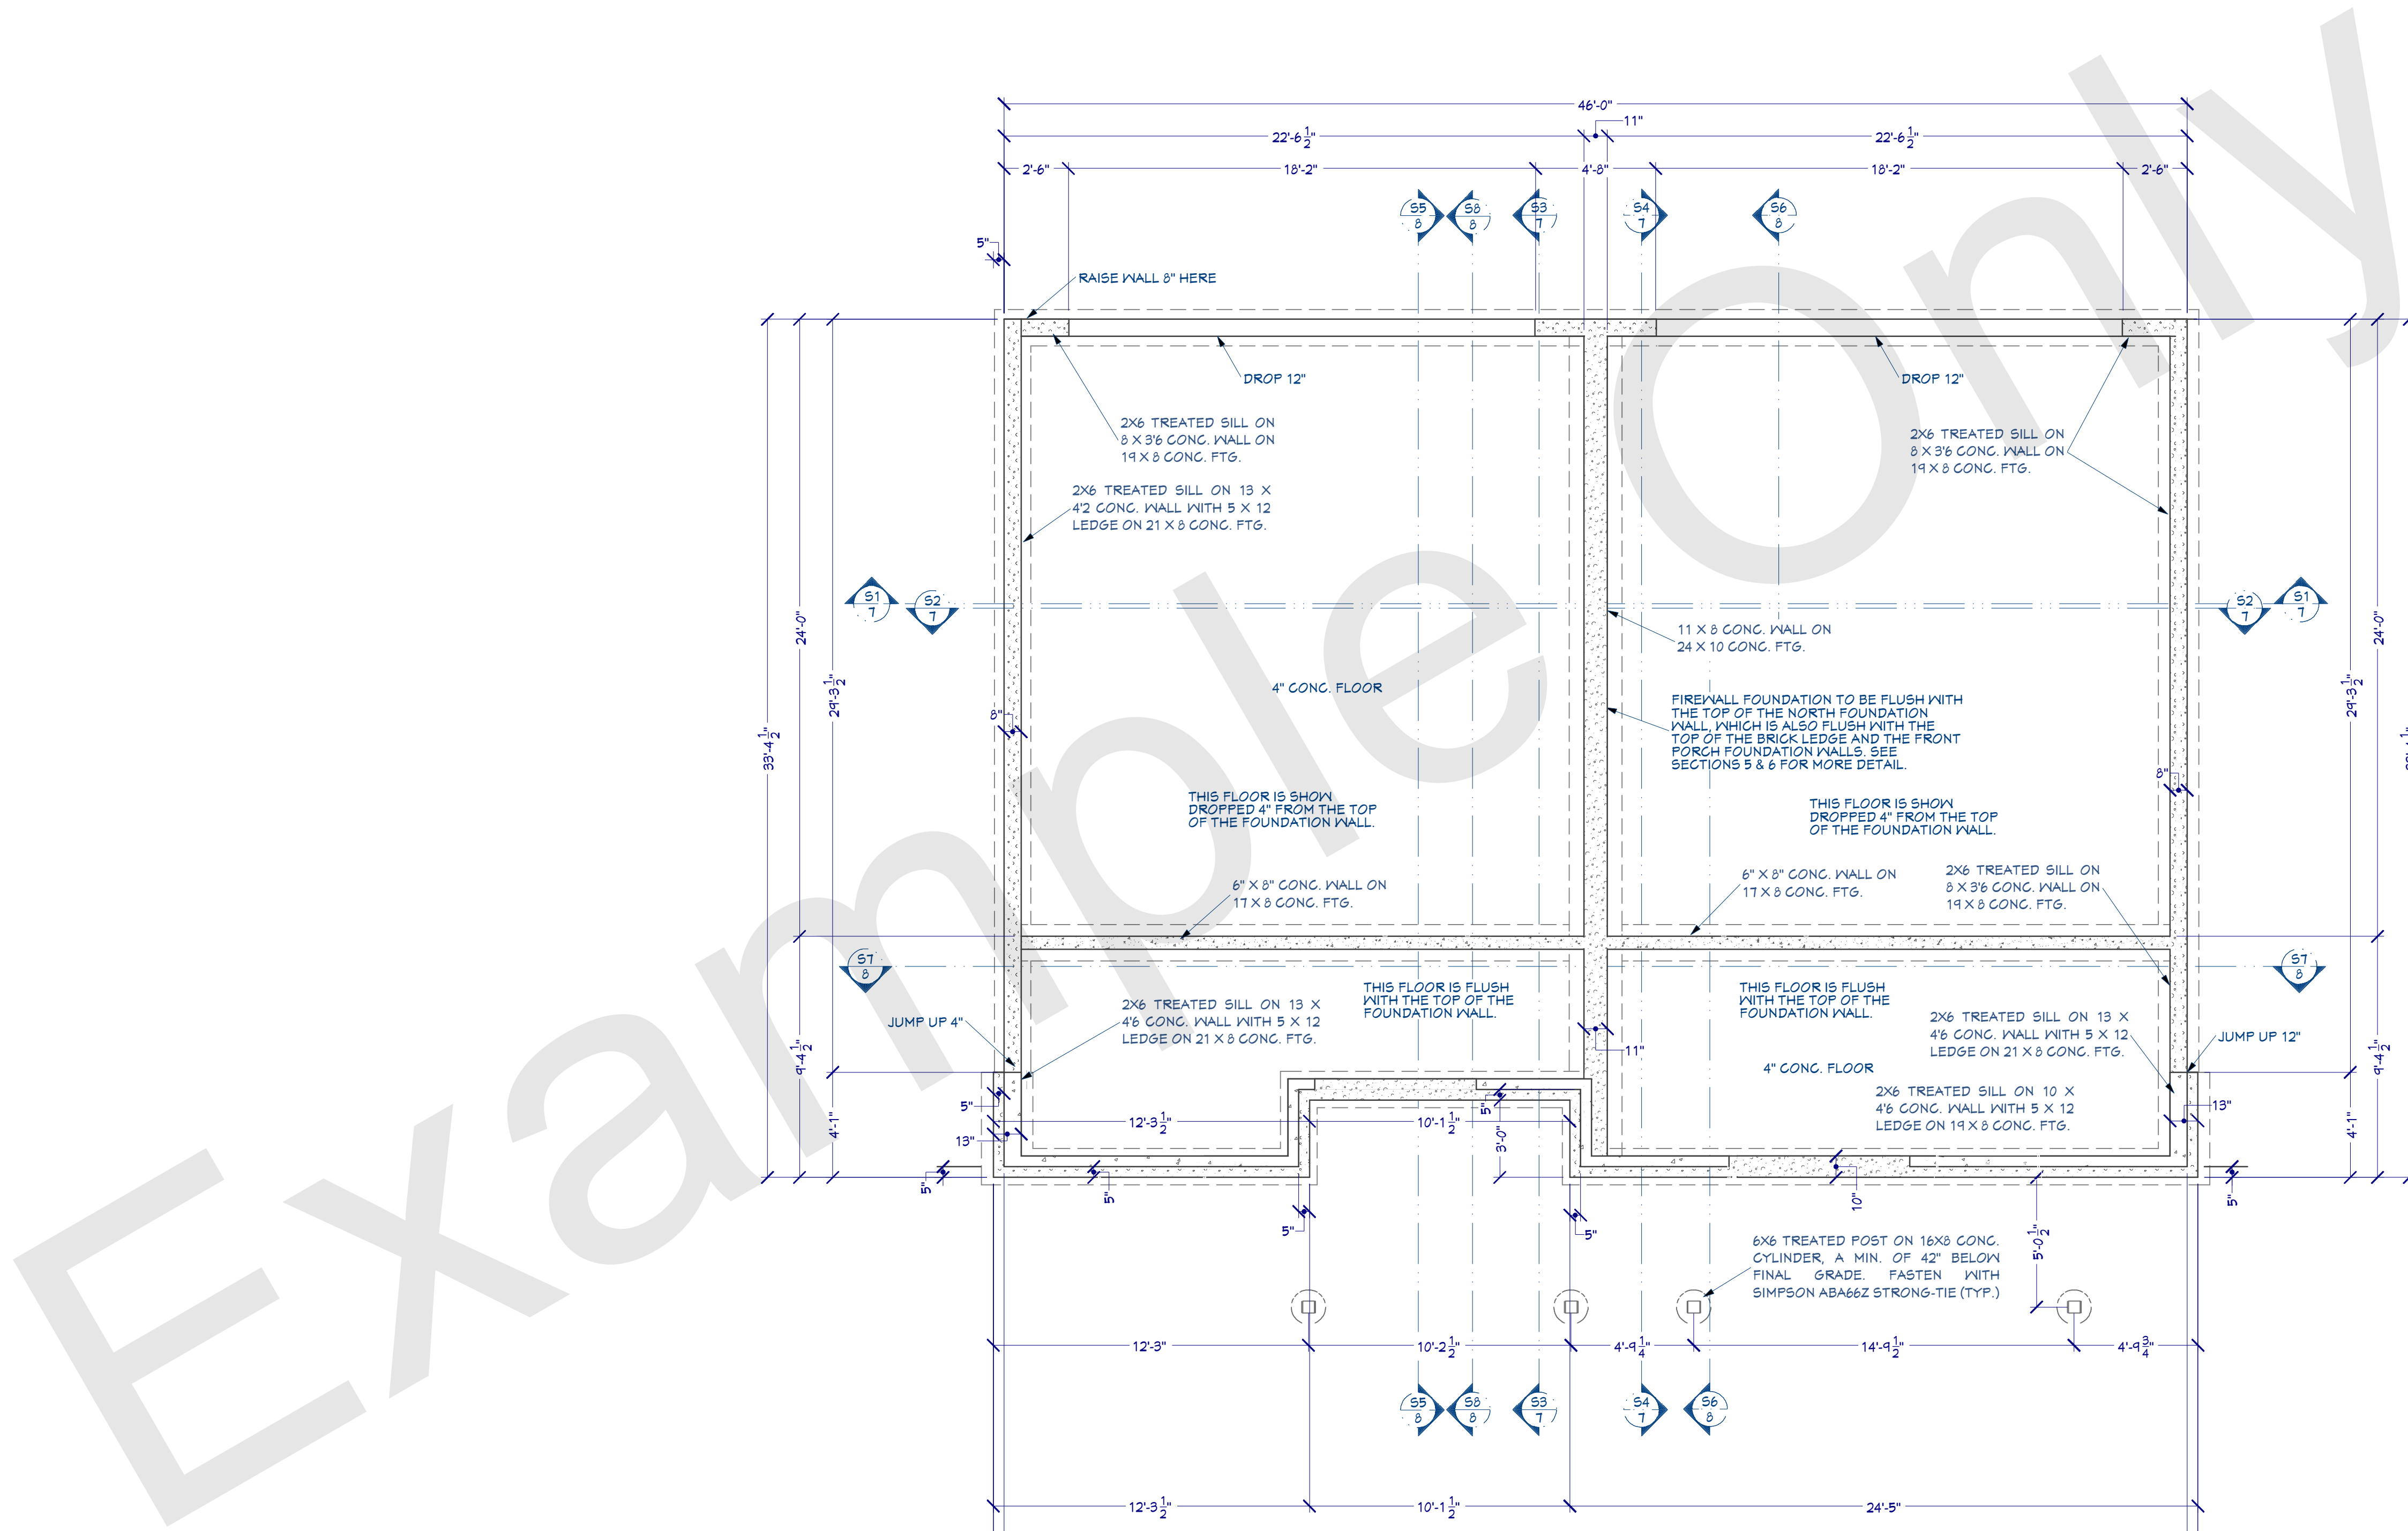 46'-0"
11"
22'-6 1/2"
22'-6 1/2"
2'-6"
18'-2"
4'-8"
18'-2"
2'-6"
S5
8
S8
8
S3
7
S4
7
S6
8
5"
RAISE WALL 8" HERE
DROP 12"
DROP 12"
2X6 TREATED SILL ON
8 X 3'6 CONC. WALL ON
19 X 8 CONC. FTG.
2X6 TREATED SILL ON
8 X 3'6 CONC. WALL ON
19 X 8 CONC. FTG.
2X6 TREATED SILL ON 13 X
4'2 CONC. WALL WITH 5 X 12
LEDGE ON 21 X 8 CONC. FTG.
S1
7
S2
7
S2
7
S1
7
11 X 8 CONC. WALL ON
24 X 10 CONC. FTG.
24'-0"
24'-0"
4" CONC. FLOOR
29'-3 1/2"
29'-3 1/2"
33'-4 1/2"
8"
FIREWALL FOUNDATION TO BE FLUSH WITH
THE TOP OF THE NORTH FOUNDATION
WALL, WHICH IS ALSO FLUSH WITH THE
TOP OF THE BRICK LEDGE AND THE FRONT
PORCH FOUNDATION WALLS. SEE
SECTIONS 5 & 6 FOR MORE DETAIL.
8"
THIS FLOOR IS SHOW
DROPPED 4" FROM THE TOP
OF THE FOUNDATION WALL.
THIS FLOOR IS SHOW
DROPPED 4" FROM THE TOP
OF THE FOUNDATION WALL.
6" X 8" CONC. WALL ON
17 X 8 CONC. FTG.
6" X 8" CONC. WALL ON
17 X 8 CONC. FTG.
2X6 TREATED SILL ON
8 X 3'6 CONC. WALL ON
19 X 8 CONC. FTG.
S7
8
S7
8
THIS FLOOR IS FLUSH
WITH THE TOP OF THE
FOUNDATION WALL.
THIS FLOOR IS FLUSH
WITH THE TOP OF THE
FOUNDATION WALL.
2X6 TREATED SILL ON 13 X
4'6 CONC. WALL WITH 5 X 12
LEDGE ON 21 X 8 CONC. FTG.
JUMP UP 4"
2X6 TREATED SILL ON 13 X
4'6 CONC. WALL WITH 5 X 12
LEDGE ON 21 X 8 CONC. FTG.
JUMP UP 12"
11"
9'-4 1/2"
9'-4 1/2"
4" CONC. FLOOR
2X6 TREATED SILL ON 10 X
4'6 CONC. WALL WITH 5 X 12
LEDGE ON 19 X 8 CONC. FTG.
5"
5"
13"
12'-3 1/2"
10'-1 1/2"
4'-1"
4'-1"
13"
3'-0"
5"
5"
10"
5"
5"
5"
5'-0 1/2"
6X6 TREATED POST ON 16X8 CONC.
CYLINDER, A MIN. OF 42" BELOW
FINAL GRADE. FASTEN WITH
SIMPSON ABA66Z STRONG-TIE (TYP.)
12'-3"
10'-2 1/2"
4'-9 1/4"
14'-9 1/2"
4'-9 3/4"
S5
8
S8
8
S3
7
S4
7
S6
8
12'-3 1/2"
10'-1 1/2"
24'-5"
Example Only